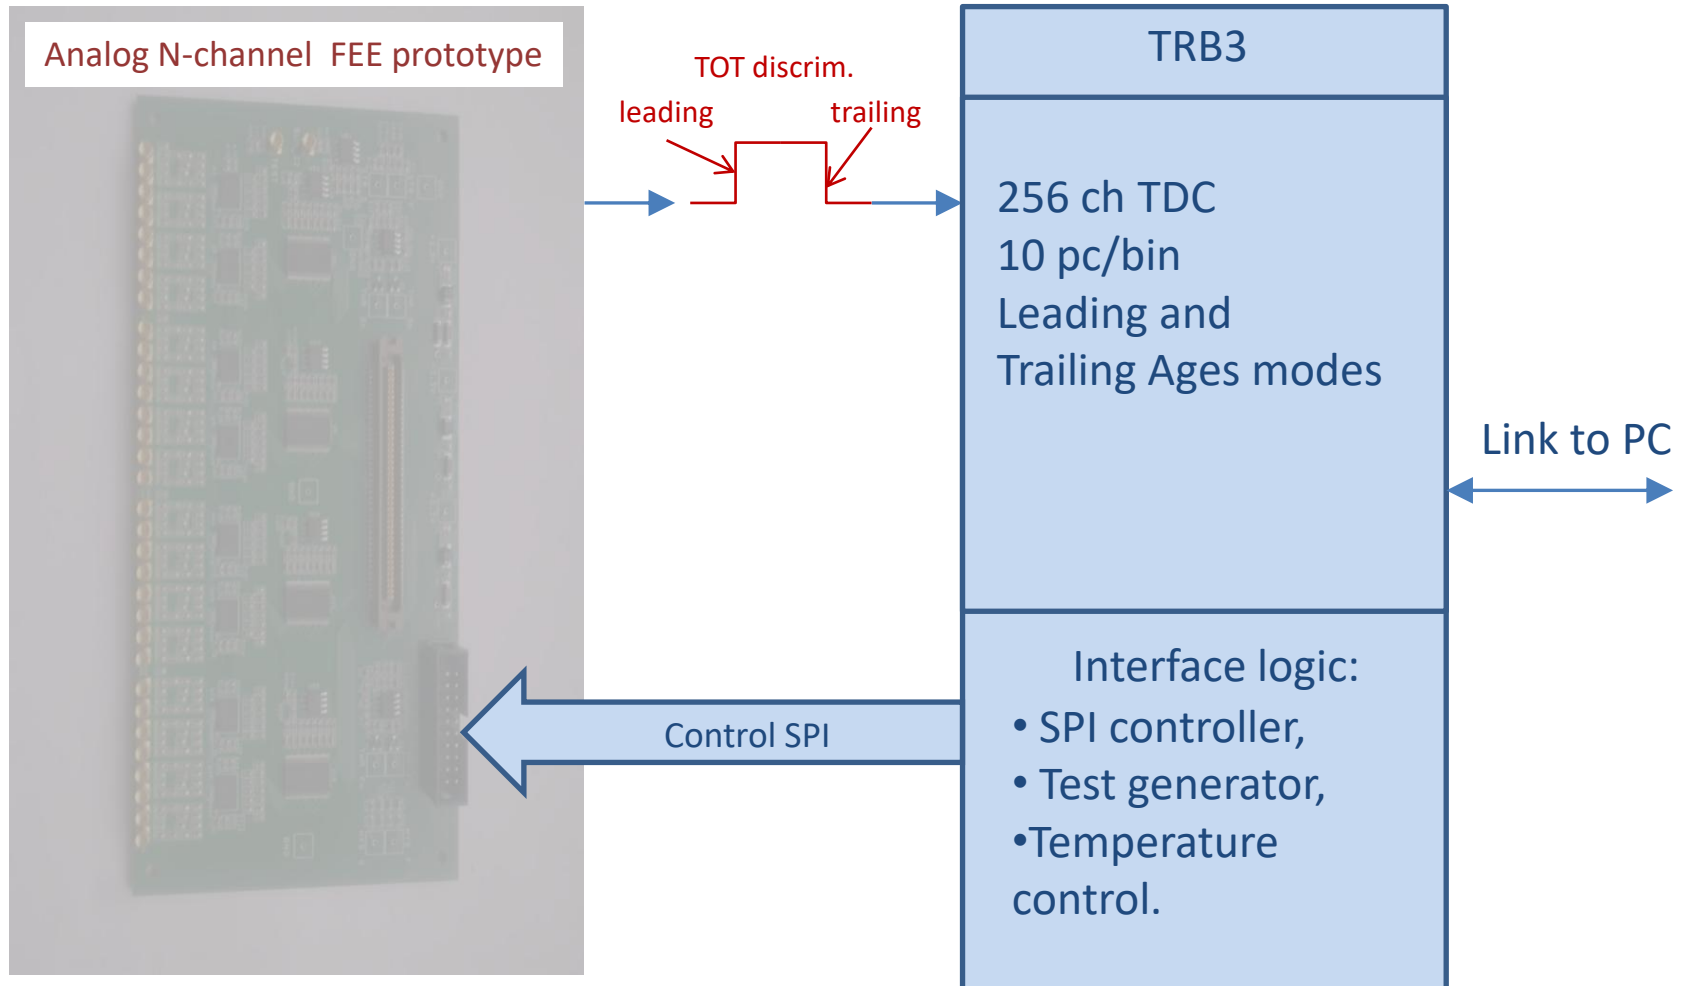 Analog N-channel FEE prototype
TOT discrim.
leading
trailing
TRB3
256 ch TDC
10 pc/bin
Leading and
Trailing Ages modes
Link to PC
Control SPI
Interface logic:
• SPI controller,
• Test generator,
•Temperature
control.